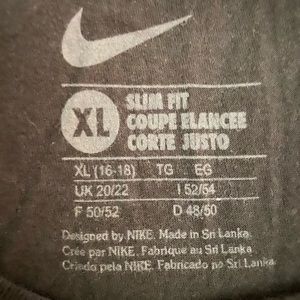 XL
SLIM FIT
COUPE ELANCEE
CORTE JUSTO
XL (16-18) TG EG
UK 20/22 I 52/54
F 50/52 D 48/50
Designed by NIKE. Made in Sri Lanka.
Crée par NIKE. Fabrique au Sri Lanka
Criado pela NIKE. Fabricado no Sri Lanka